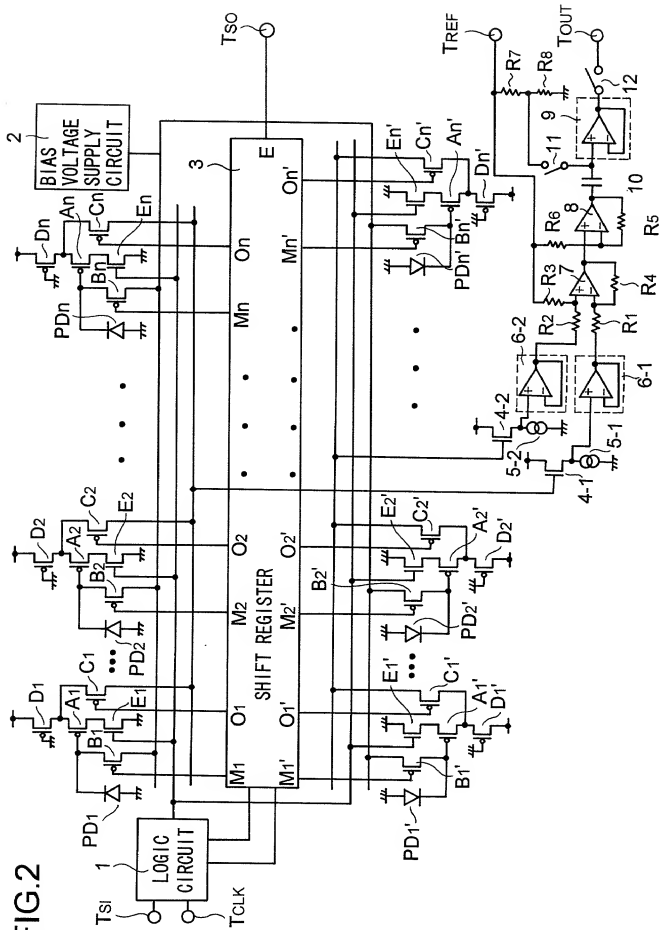 FIG.2
TSI
TCLK
1
LOGIC CIRCUIT
2
BIAS VOLTAGE SUPPLY CIRCUIT
3
SHIFT REGISTER
E
TSO
PD1
D1
A1
B1
C1
E1
PD2
D2
A2
B2
C2
E2
PDn
Dn
An
Bn
Cn
En
M1
O1
M2
O2
Mn
On
M1'
O1'
M2'
O2'
Mn'
On'
PD1'
B1'
E1'
C1'
A1'
D1'
PD2'
B2'
E2'
C2'
A2'
D2'
PDn'
Bn'
En'
Cn'
An'
Dn'
4-1
5-1
4-2
5-2
6-1
6-2
R1
R2
R3
R4
7
R5
R6
8
10
11
R7
R8
9
12
TREF
TOUT
+
-
+
-
+
-
+
-
+
-